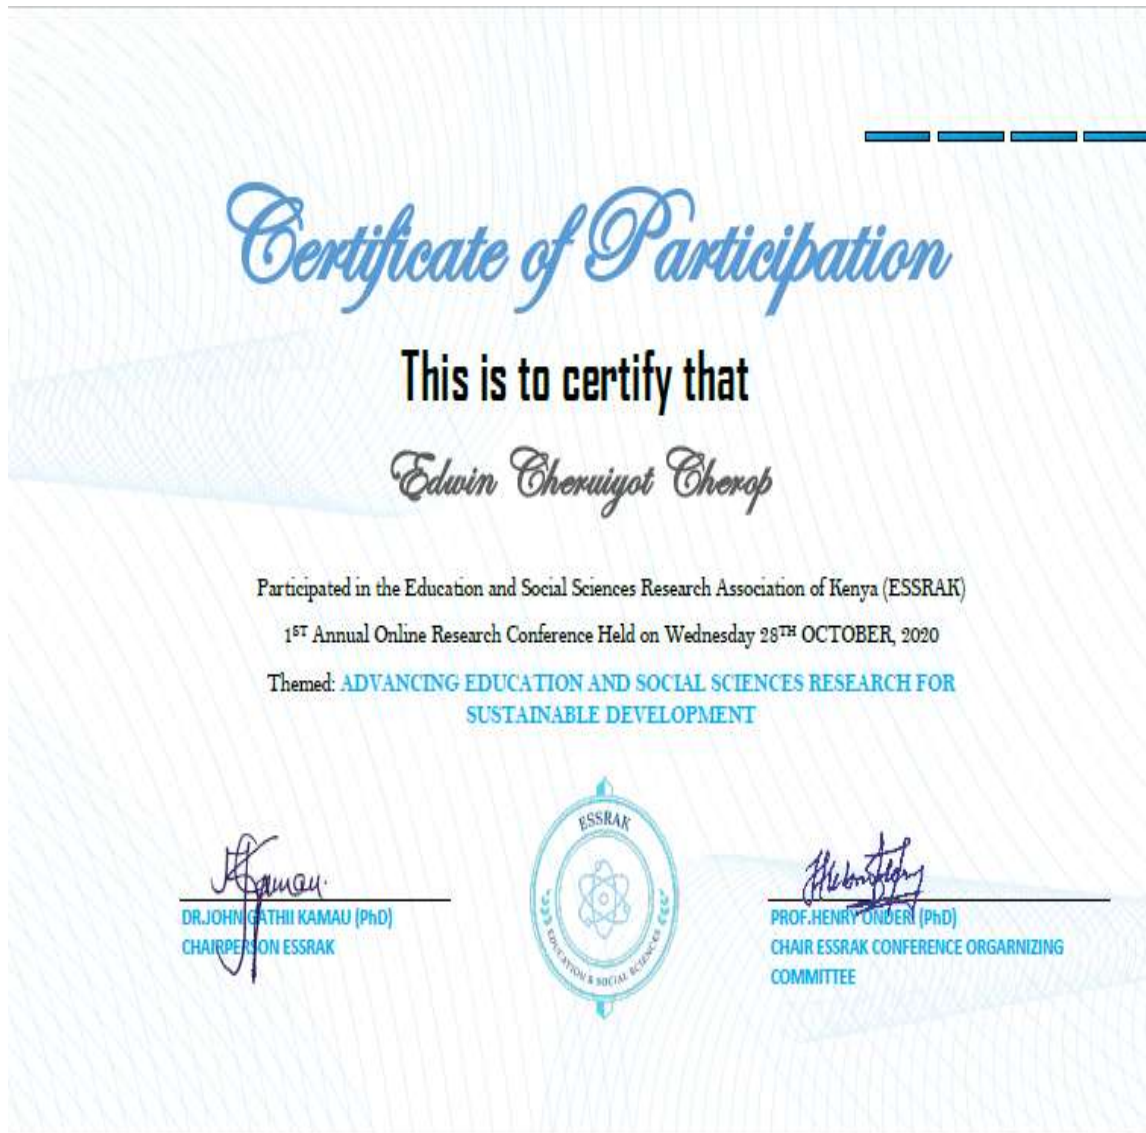 Certificate of Participation
This is to certify that
Edwin Cheruiyot Cherop
Participated in the Education and Social Sciences Research Association of Kenya (ESSRAK)
1ST Annual Online Research Conference Held on Wednesday 28TH OCTOBER, 2020
Themed: ADVANCING EDUCATION AND SOCIAL SCIENCES RESEARCH FOR
SUSTAINABLE DEVELOPMENT
ESSRAK
EDUCATION & SOCIAL SCIENCES
DR.JOHN GATHII KAMAU (PhD)
CHAIRPERSON ESSRAK
PROF.HENRY ONDERI (PhD)
CHAIR ESSRAK CONFERENCE ORGARNIZING
COMMITTEE